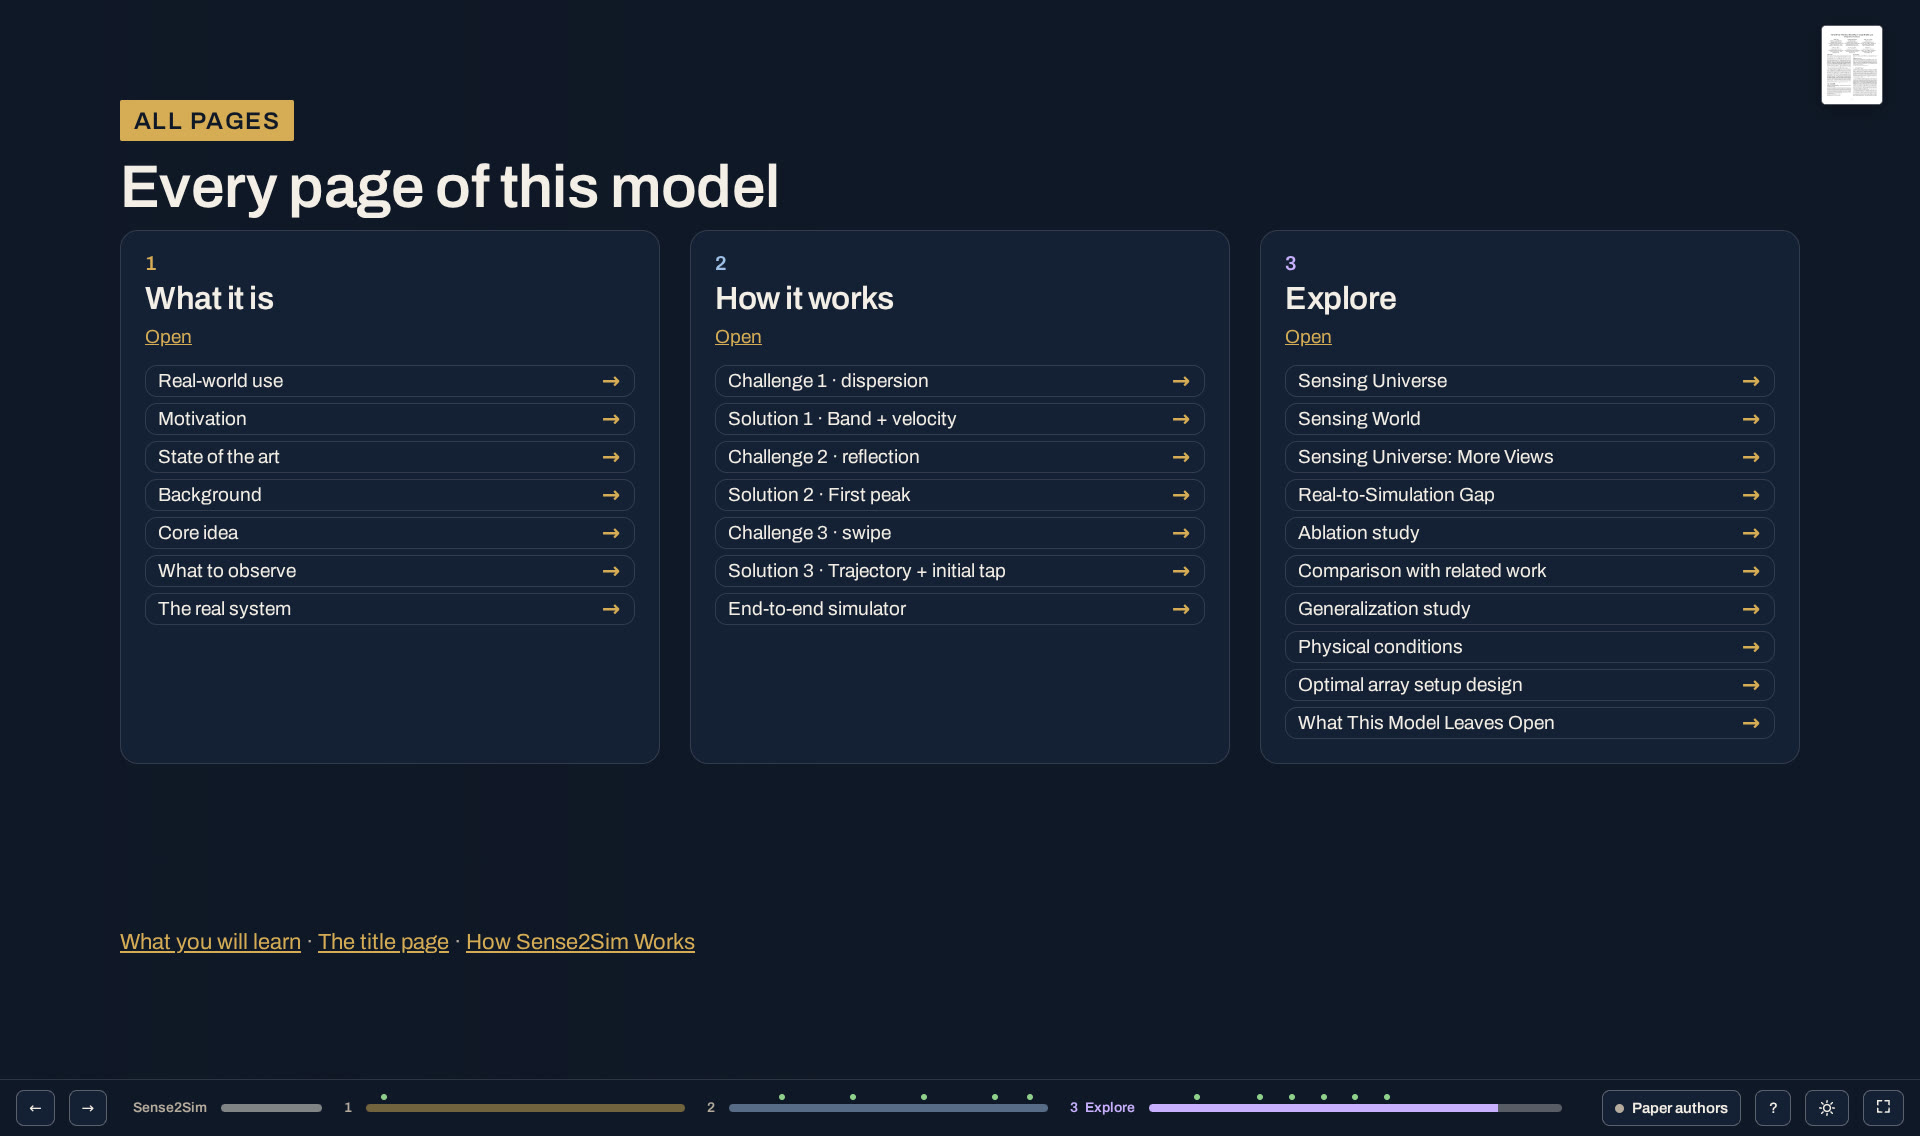 ALL PAGES
Every page of this model
1
What it is
Open
Real-world use →
Motivation →
State of the art →
Background →
Core idea →
What to observe →
The real system →
2
How it works
Open
Challenge 1 · dispersion →
Solution 1 · Band + velocity →
Challenge 2 · reflection →
Solution 2 · First peak →
Challenge 3 · swipe →
Solution 3 · Trajectory + initial tap →
End-to-end simulator →
3
Explore
Open
Sensing Universe →
Sensing World →
Sensing Universe: More Views →
Real-to-Simulation Gap →
Ablation study →
Comparison with related work →
Generalization study →
Physical conditions →
Optimal array setup design →
What This Model Leaves Open →
What you will learn · The title page · How Sense2Sim Works
← → Sense2Sim 1 2 3 Explore Paper authors ?